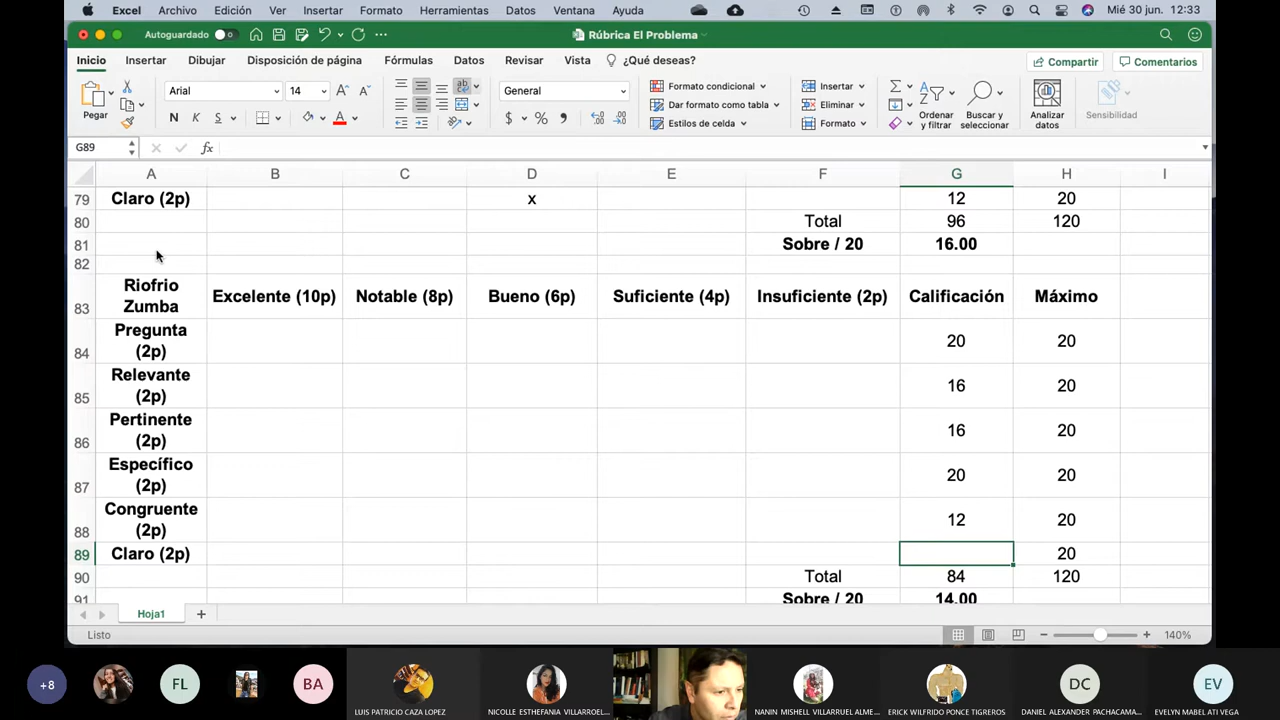 Excel Archivo Edición Ver Insertar Formato Herramientas Datos Ventana Ayuda Mié 30 jun. 12:33
Autoguardado Rúbrica El Problema
Inicio Insertar Dibujar Disposición de página Fórmulas Datos Revisar Vista ¿Qué deseas? Compartir Comentarios
Arial 14 General Formato condicional Insertar
Dar formato como tabla Eliminar
Pegar N K S $ % Estilos de celda Formato Ordenar y filtrar Buscar y seleccionar Analizar datos Sensibilidad
G89 fx
A B C D E F G H I
79 Claro (2p) x 12 20
80 Total 96 120
81 Sobre / 20 16.00
82
83 Riofrio Zumba Excelente (10p) Notable (8p) Bueno (6p) Suficiente (4p) Insuficiente (2p) Calificación Máximo
84 Pregunta (2p) 20 20
85 Relevante (2p) 16 20
86 Pertinente (2p) 16 20
87 Específico (2p) 20 20
88 Congruente (2p) 12 20
89 Claro (2p) 20
90 Total 84 120
91 Sobre / 20 14.00
Hoja1
Listo 140%
+8 FL BA DC EV
LUIS PATRICIO CAZA LOPEZ NICOLLE ESTHEFANIA VILLARROEL... NANIN MISHELL VILLARRUEL ALME... ERICK WILFRIDO PONCE TIGREROS DANIEL ALEXANDER PACHACAMA... EVELYN MABEL ATI VEGA